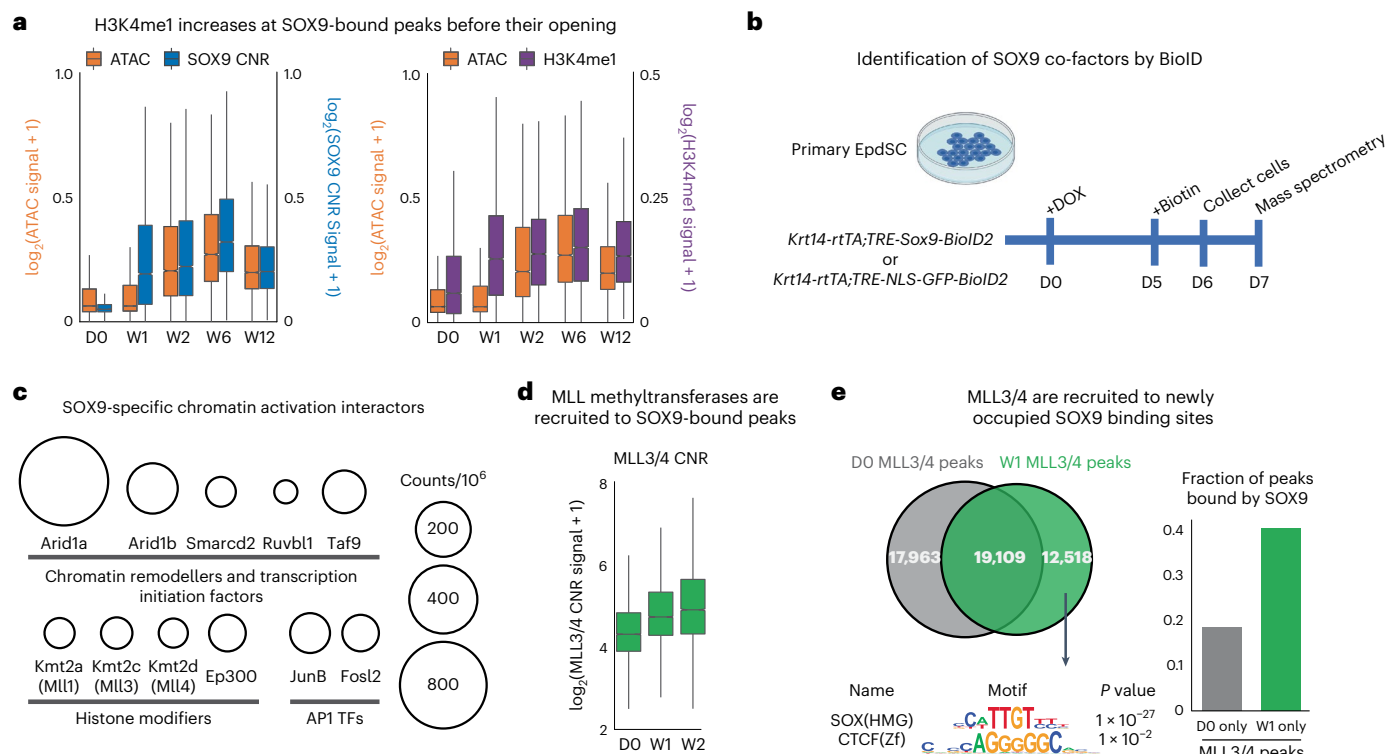 a
H3K4me1 increases at SOX9-bound peaks before their opening
ATAC SOX9 CNR
1.0 1.0
log2(ATAC signal + 1)
0.5 0.5
log2(SOX9 CNR Signal + 1)
0 0
D0 W1 W2 W6 W12
ATAC H3K4me1
1.0 0.5
log2(ATAC signal + 1)
0.5 0.25
log2(H3K4me1 signal + 1)
0 0
D0 W1 W2 W6 W12
b
Identification of SOX9 co-factors by BioID
Primary EpdSC
+DOX +Biotin Collect cells Mass spectrometry
Krt14-rtTA;TRE-Sox9-BioID2
or
Krt14-rtTA;TRE-NLS-GFP-BioID2
D0 D5 D6 D7
c
SOX9-specific chromatin activation interactors
Arid1a Arid1b Smarcd2 Ruvbl1 Taf9
Chromatin remodellers and transcription
initiation factors
Kmt2a Kmt2c Kmt2d Ep300 JunB Fosl2
(Mll1) (Mll3) (Mll4)
Histone modifiers AP1 TFs
Counts/10⁶
200
400
800
d
MLL methyltransferases are
recruited to SOX9-bound peaks
MLL3/4 CNR
log2(MLL3/4 CNR signal + 1)
8
6
4
2
D0 W1 W2
e
MLL3/4 are recruited to newly
occupied SOX9 binding sites
D0 MLL3/4 peaks W1 MLL3/4 peaks
17,963 19,109 12,518
Name Motif P value
SOX(HMG) CATTGT 1 × 10⁻²⁷
CTCF(Zf) C CCAGGGGGC 1 × 10⁻²
Fraction of peaks
bound by SOX9
0.4
0.3
0.2
0.1
0
D0 only W1 only
MLL3/4 peaks